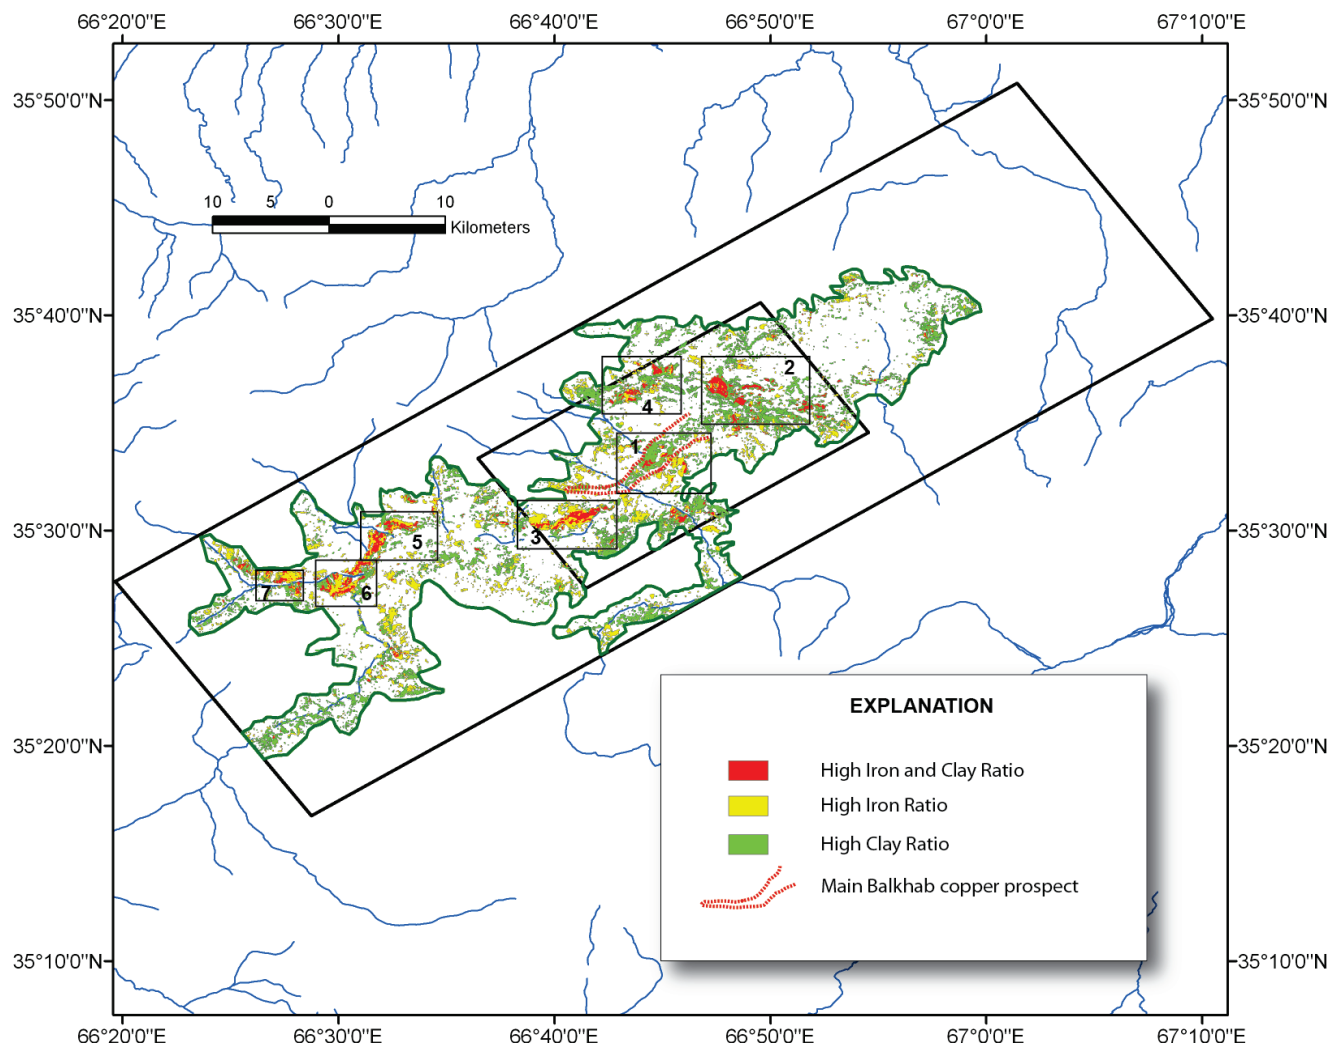 66°20'0"E 66°30'0"E 66°40'0"E 66°50'0"E 67°0'0"E 67°10'0"E
35°50'0"N 35°50'0"N
10 5 0 10
Kilometers
35°40'0"N 35°40'0"N
2
4
1
35°30'0"N 35°30'0"N
3
5
7
6
EXPLANATION
35°20'0"N 35°20'0"N
High Iron and Clay Ratio
High Iron Ratio
High Clay Ratio
Main Balkhab copper prospect
35°10'0"N 35°10'0"N
66°20'0"E 66°30'0"E 66°40'0"E 66°50'0"E 67°0'0"E 67°10'0"E